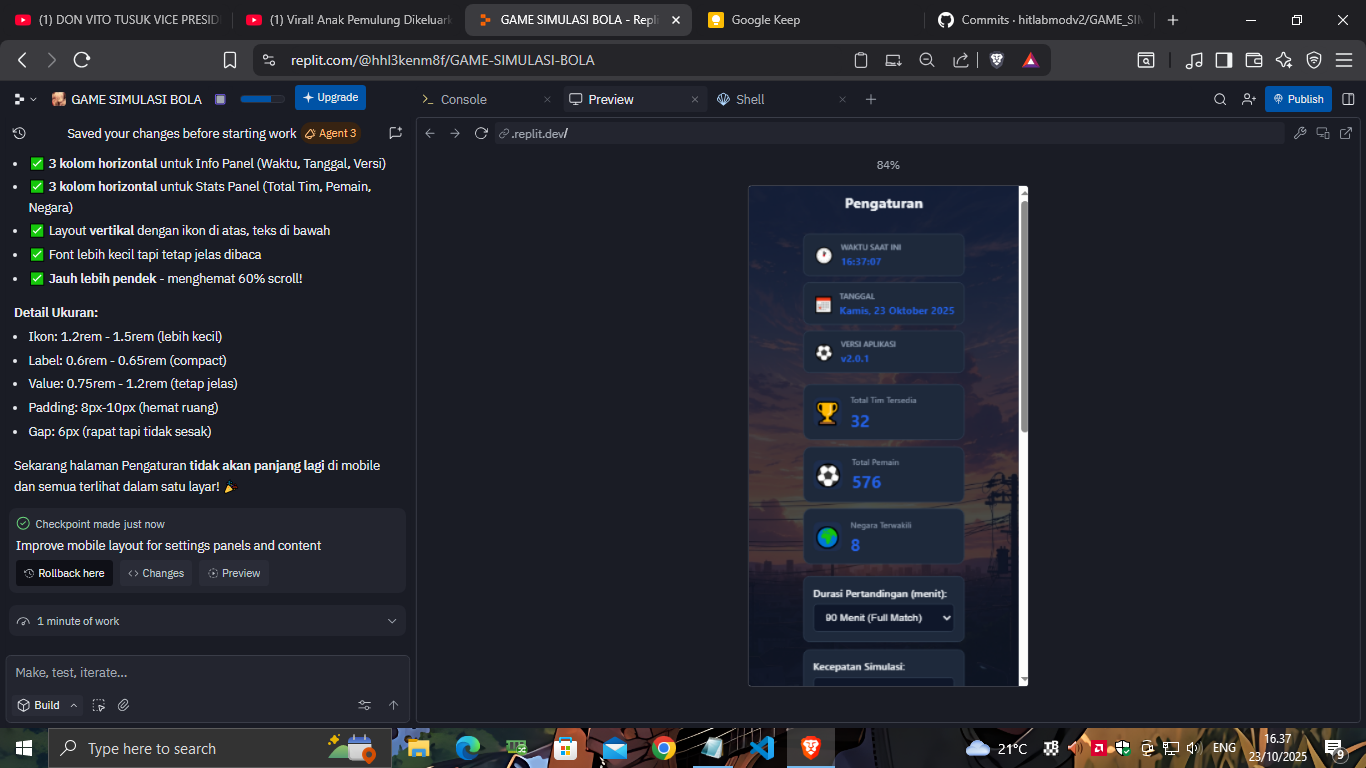 (1) DON VITO TUSUK VICE PRESID
(1) Viral! Anak Pemulung Dikeluark
GAME SIMULASI BOLA - Repli
Google Keep
Commits · hitlabmodv2/GAME_SIM
replit.com/@hhl3kenm8f/GAME-SIMULASI-BOLA
GAME SIMULASI BOLA
Upgrade
Console
Preview
Shell
Publish
Saved your changes before starting work
Agent 3
.replit.dev/
• ✅ 3 kolom horizontal untuk Info Panel (Waktu, Tanggal, Versi)
• ✅ 3 kolom horizontal untuk Stats Panel (Total Tim, Pemain,
Negara)
• ✅ Layout vertikal dengan ikon di atas, teks di bawah
• ✅ Font lebih kecil tapi tetap jelas dibaca
• ✅ Jauh lebih pendek - menghemat 60% scroll!
Detail Ukuran:
• Ikon: 1.2rem - 1.5rem (lebih kecil)
• Label: 0.6rem - 0.65rem (compact)
• Value: 0.75rem - 1.2rem (tetap jelas)
• Padding: 8px-10px (hemat ruang)
• Gap: 6px (rapat tapi tidak sesak)
Sekarang halaman Pengaturan tidak akan panjang lagi di mobile
dan semua terlihat dalam satu layar! 🎉
Checkpoint made just now
Improve mobile layout for settings panels and content
Rollback here
Changes
Preview
1 minute of work
Make, test, iterate...
Build
84%
Pengaturan
WAKTU SAAT INI
16:37:07
TANGGAL
Kamis, 23 Oktober 2025
VERSI APLIKASI
v2.0.1
Total Tim Tersedia
32
Total Pemain
576
Negara Terwakili
8
Durasi Pertandingan (menit):
90 Menit (Full Match)
Kecepatan Simulasi:
Type here to search
21°C
ENG
16.37
23/10/2025
9